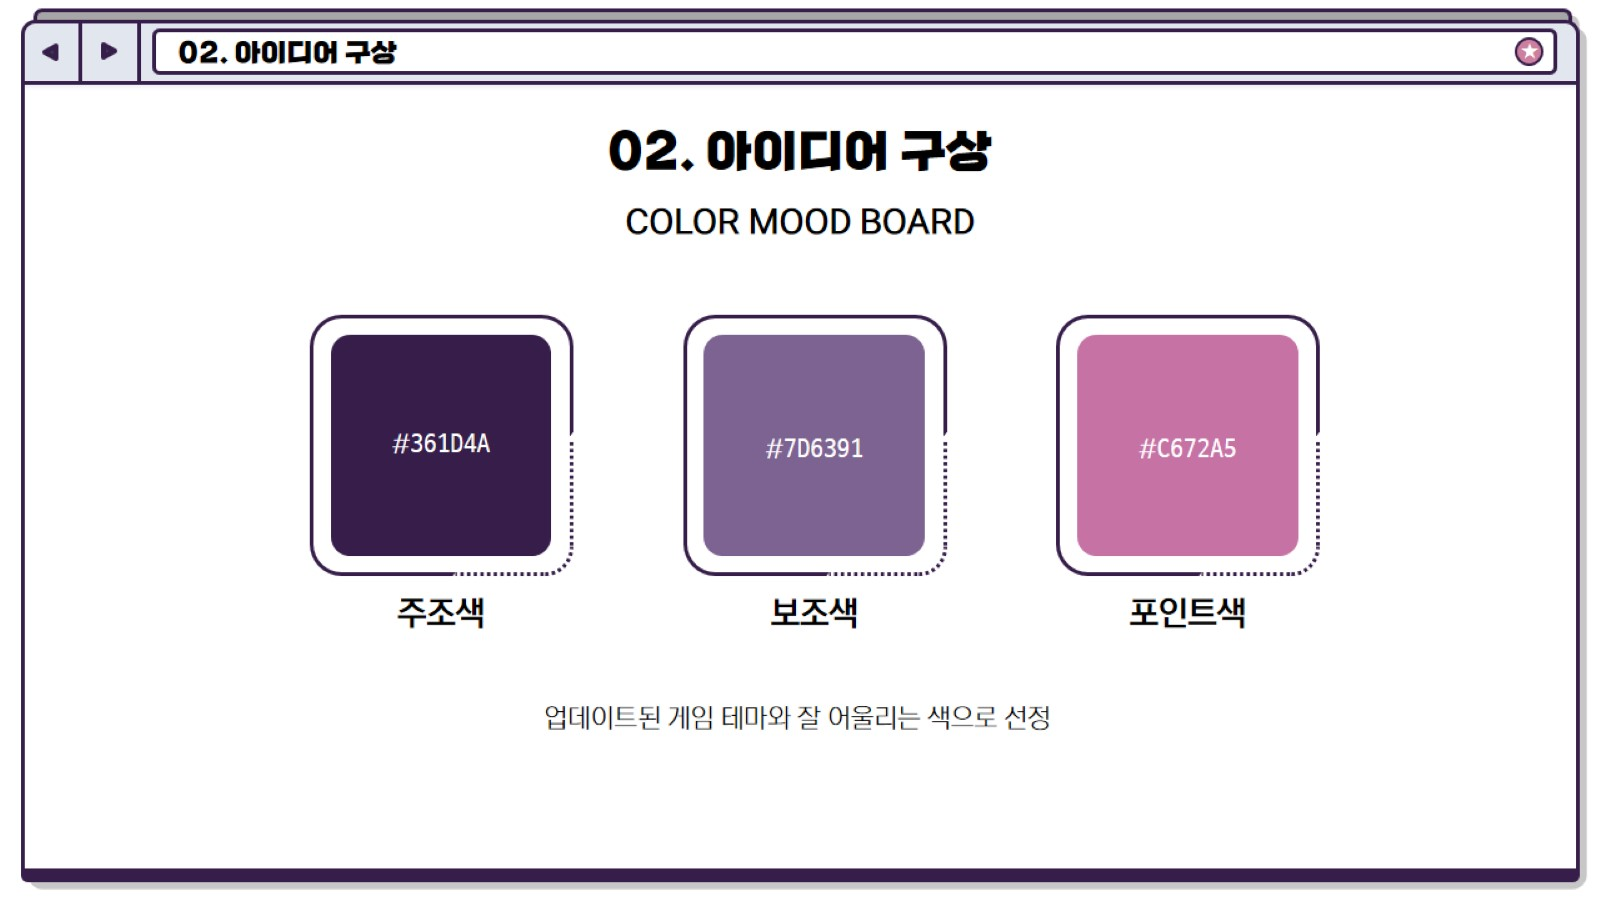 02. 아이디어 구상
02. 아이디어 구상
COLOR MOOD BOARD
#361D4A
#7D6391
#C672A5
주조색
보조색
포인트색
업데이트된 게임 테마와 잘 어울리는 색으로 선정